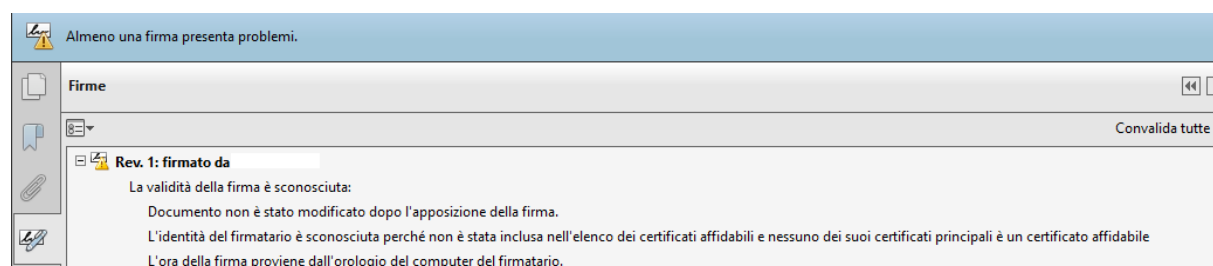 Almeno una firma presenta problemi.
Firme
Convalida tutte
Rev. 1: firmato da
La validità della firma è sconosciuta:
Documento non è stato modificato dopo l'apposizione della firma.
L'identità del firmatario è sconosciuta perché non è stata inclusa nell'elenco dei certificati affidabili e nessuno dei suoi certificati principali è un certificato affidabile
L'ora della firma proviene dall'orologio del computer del firmatario.